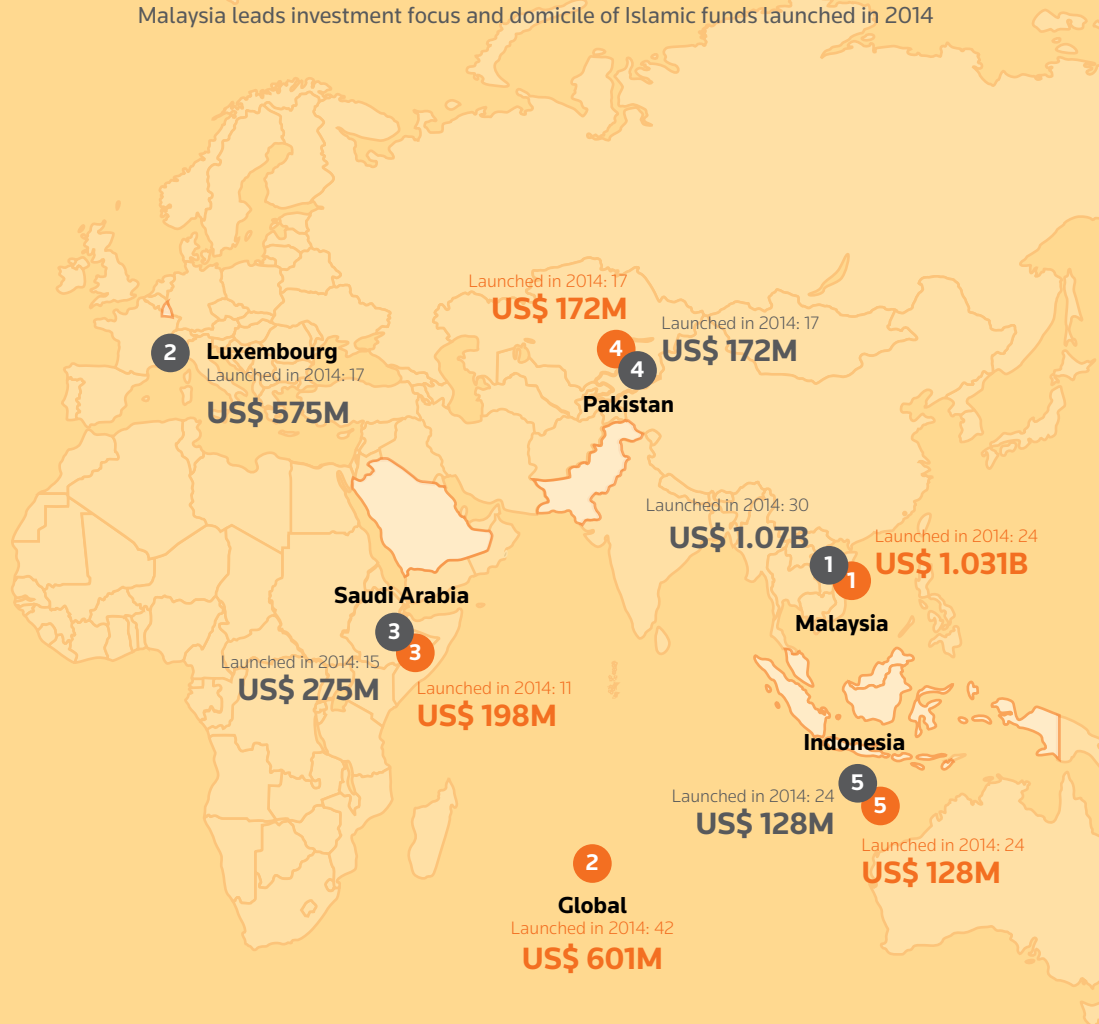 Malaysia leads investment focus and domicile of Islamic funds launched in 2014
Launched in 2014: 17
US$ 172M
4
Launched in 2014: 17
US$ 172M
4
Pakistan
2
Luxembourg
Launched in 2014: 17
US$ 575M
Launched in 2014: 30
US$ 1.07B
1
Launched in 2014: 24
US$ 1.031B
1
Malaysia
Saudi Arabia
3
Launched in 2014: 15
US$ 275M
3
Launched in 2014: 11
US$ 198M
Indonesia
5
Launched in 2014: 24
US$ 128M
5
Launched in 2014: 24
US$ 128M
2
Global
Launched in 2014: 42
US$ 601M